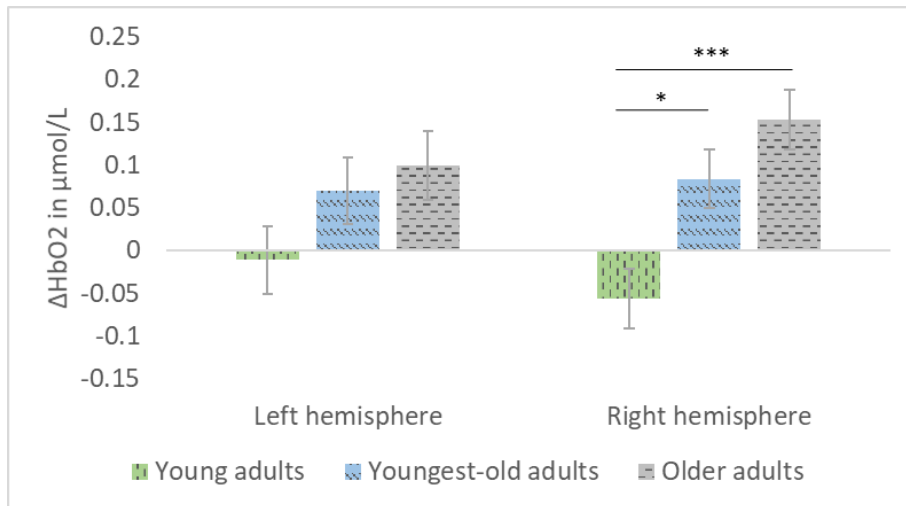 ΔHbO2 in µmol/L
0.25
0.2
0.15
0.1
0.05
0
-0.05
-0.1
-0.15
***
*
Left hemisphere
Right hemisphere
Young adults
Youngest-old adults
Older adults